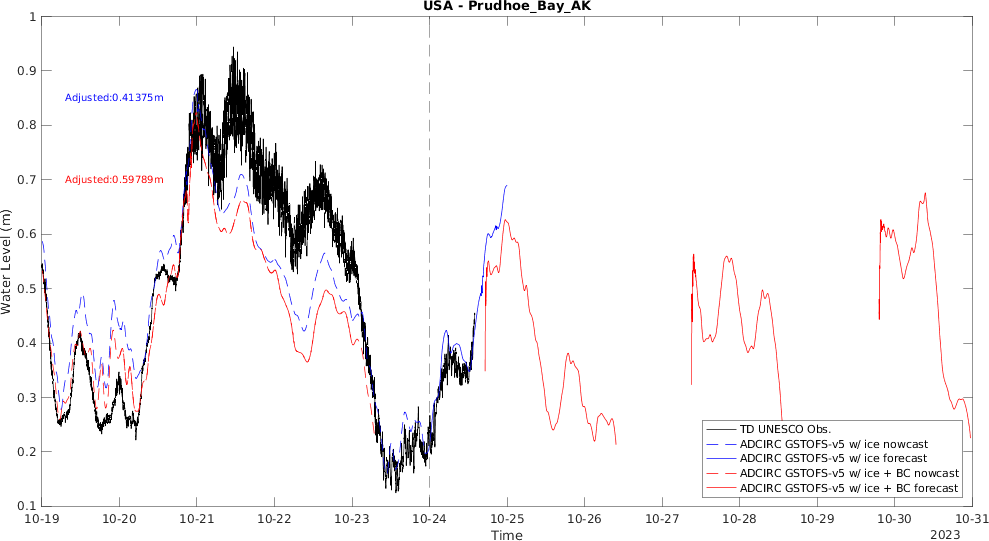 USA - Prudhoe_Bay_AK
1
0.9
0.8
0.7
0.6
0.5
0.4
0.3
0.2
0.1
Water Level (m)
Adjusted:0.41375m
Adjusted:0.59789m
TD UNESCO Obs.
ADCIRC GSTOFS-v5 w/ ice nowcast
ADCIRC GSTOFS-v5 w/ ice forecast
ADCIRC GSTOFS-v5 w/ ice + BC nowcast
ADCIRC GSTOFS-v5 w/ ice + BC forecast
10-19 10-20 10-21 10-22 10-23 10-24 10-25 10-26 10-27 10-28 10-29 10-30 10-31
Time
2023